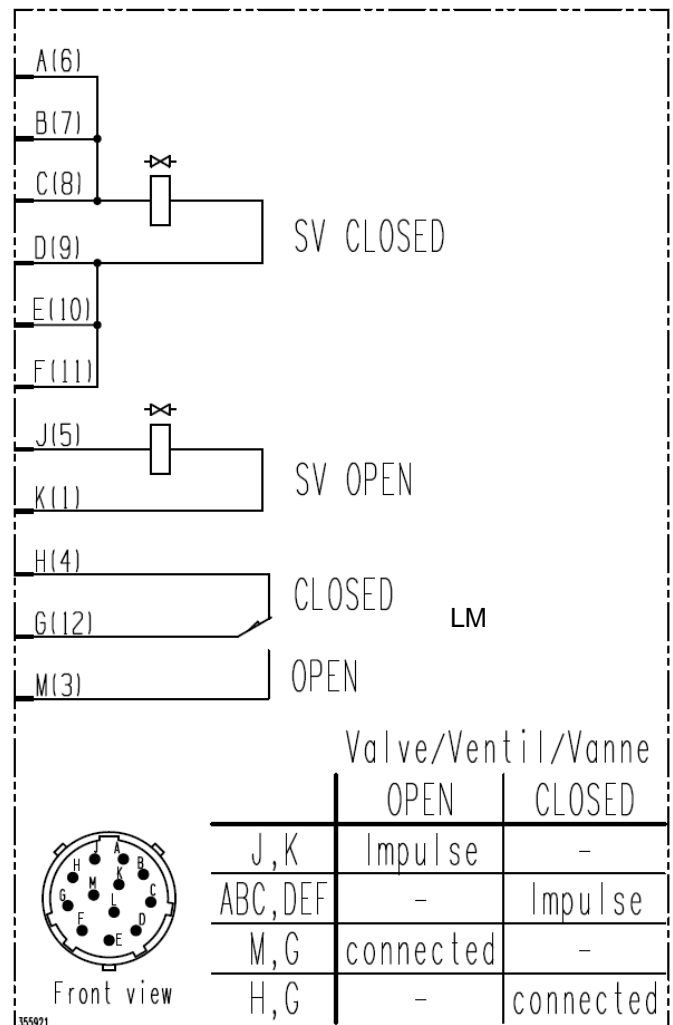 A(6)
B(7)
C(8)
SV CLOSED
D(9)
E(10)
F(11)
J(5)
SV OPEN
K(1)
H(4)
CLOSED
LM
G(12)
OPEN
M(3)
Valve/Ventil/Vanne
OPEN CLOSED
J,K Impulse -
ABC,DEF - Impulse
M,G connected -
H,G - connected
J A
H K B
G M C
L
F D
E
Front view
355921